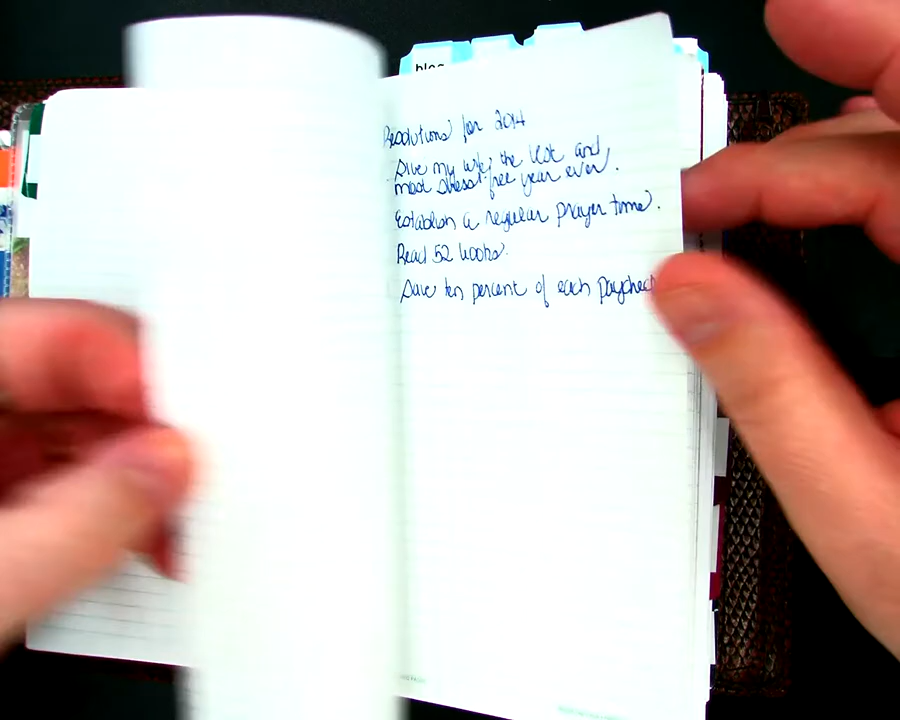 blog
Resolutions for 2014
Give my wife the best and
most stress-free year ever.
Establish a regular prayer time.
Read 52 books.
Save ten percent of each paycheck